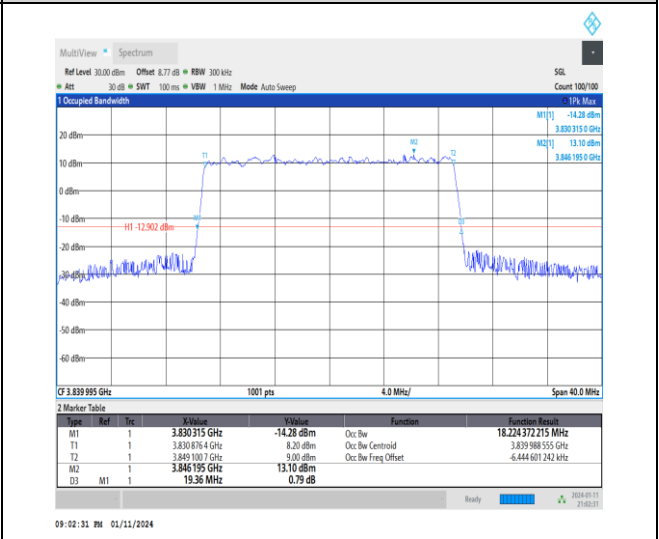 MultiView Spectrum
Ref Level 30.00 dBm Offset 8.77 dB RBW 300 kHz SGL
Att 30 dB SWT 100 ms VBW 1 MHz Mode Auto Sweep Count 100/100
1 Occupied Bandwidth 1Pk Max
M1[1] -14.28 dBm
3.830 315 0 GHz
M2[1] 13.10 dBm
3.846 195 0 GHz
20 dBm
M2
T1 T2
10 dBm
0 dBm
-10 dBm
H1 -12.902 dBm
-20 dBm
-30 dBm
-40 dBm
-50 dBm
-60 dBm
CF 3.839 995 GHz 1001 pts 4.0 MHz/ Span 40.0 MHz
2 Marker Table
Type Ref Trc X-Value Y-Value Function Function Result
M1 1 3.830 315 GHz -14.28 dBm Occ Bw 18.224 372 215 MHz
T1 1 3.830 876 4 GHz 8.20 dBm Occ Bw Centroid 3.839 988 555 GHz
T2 1 3.849 100 7 GHz 9.00 dBm Occ Bw Freq Offset -6.444 601 242 kHz
M2 1 3.846 195 GHz 13.10 dBm
D3 M1 1 19.36 MHz 0.79 dB
Ready 2024-01-11
21:02:31
09:02:31 PM 01/11/2024